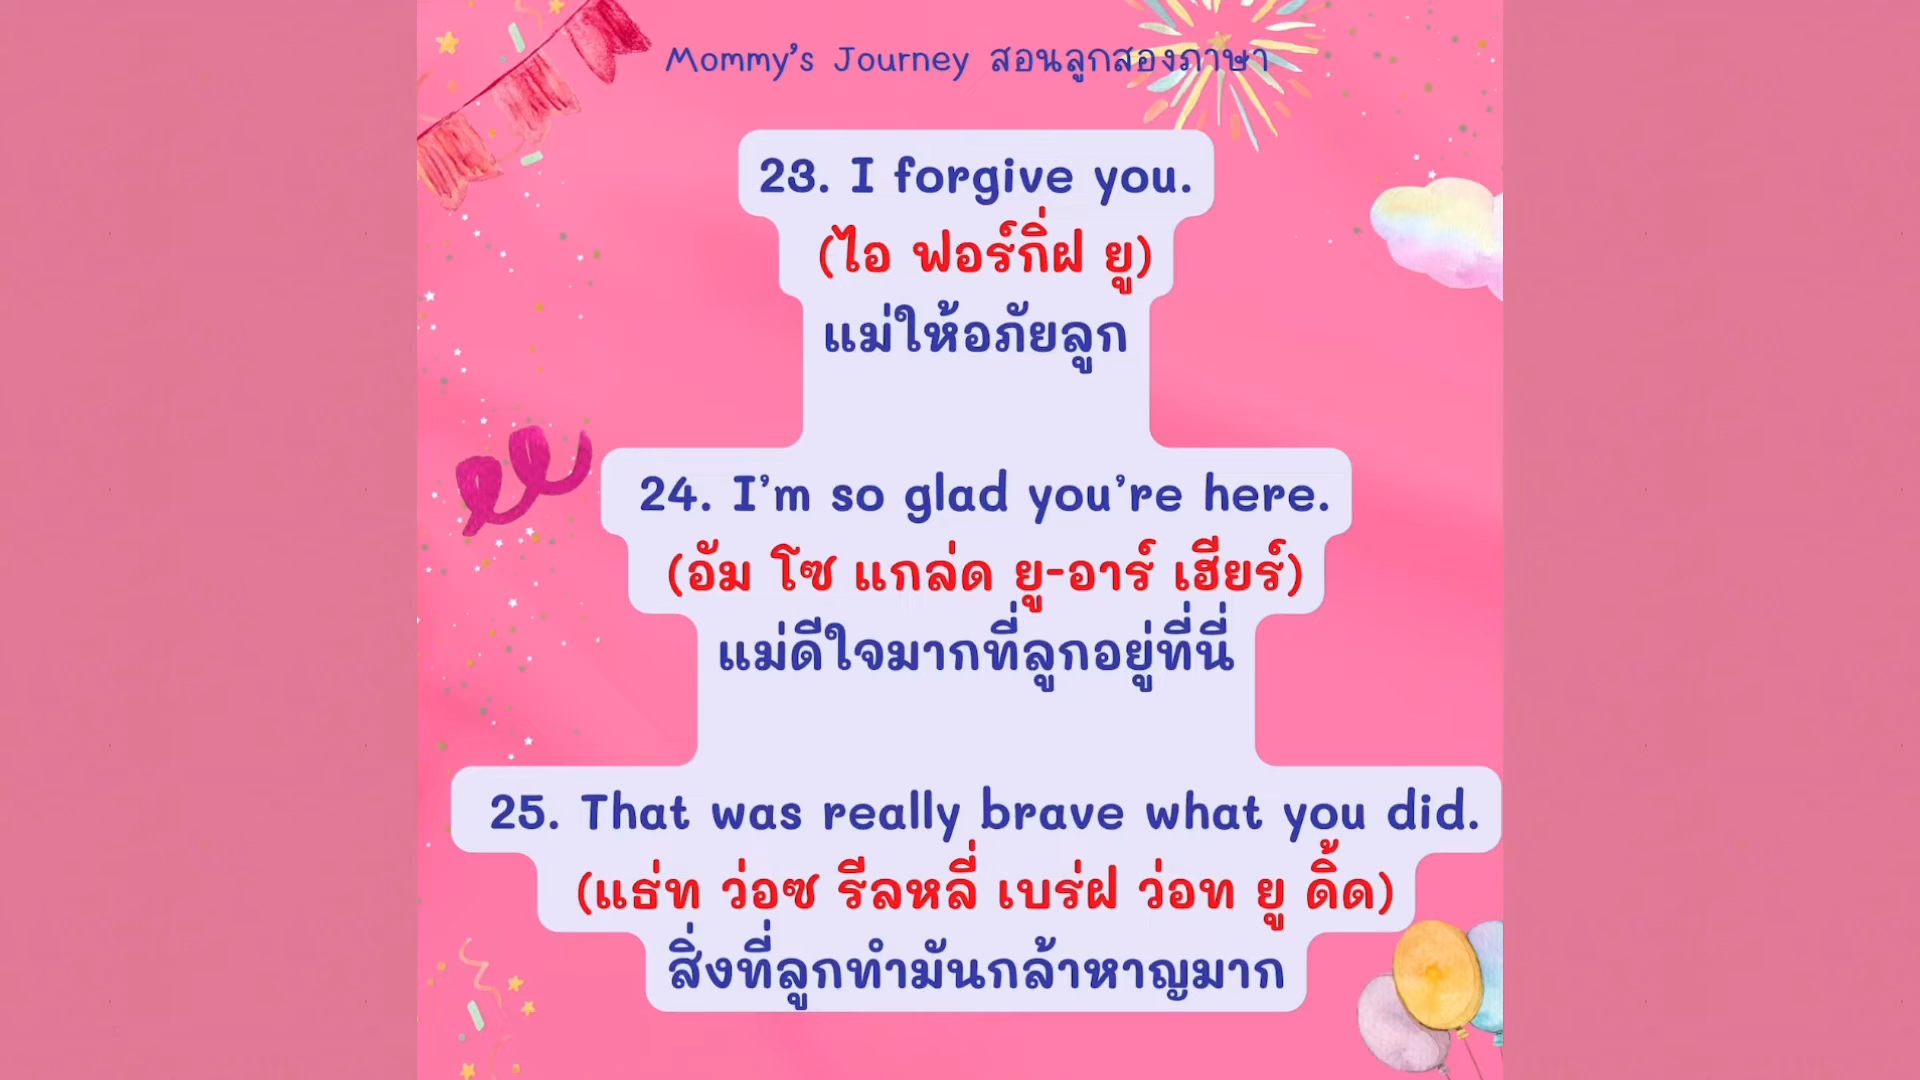 Mommy's Journey สอนลูกสองภาษา
23. I forgive you.
(ไอ ฟอร์กิ่ฝ ยู)
แม่ให้อภัยลูก
24. I'm so glad you're here.
(อัม โซ แกล่ด ยู-อาร์ เฮียร์)
แม่ดีใจมากที่ลูกอยู่ที่นี่
25. That was really brave what you did.
(แธ่ท ว่อซ รีลหลี่ เบร่ฝ ว่อท ยู ดิ้ด)
สิ่งที่ลูกทำมันกล้าหาญมาก